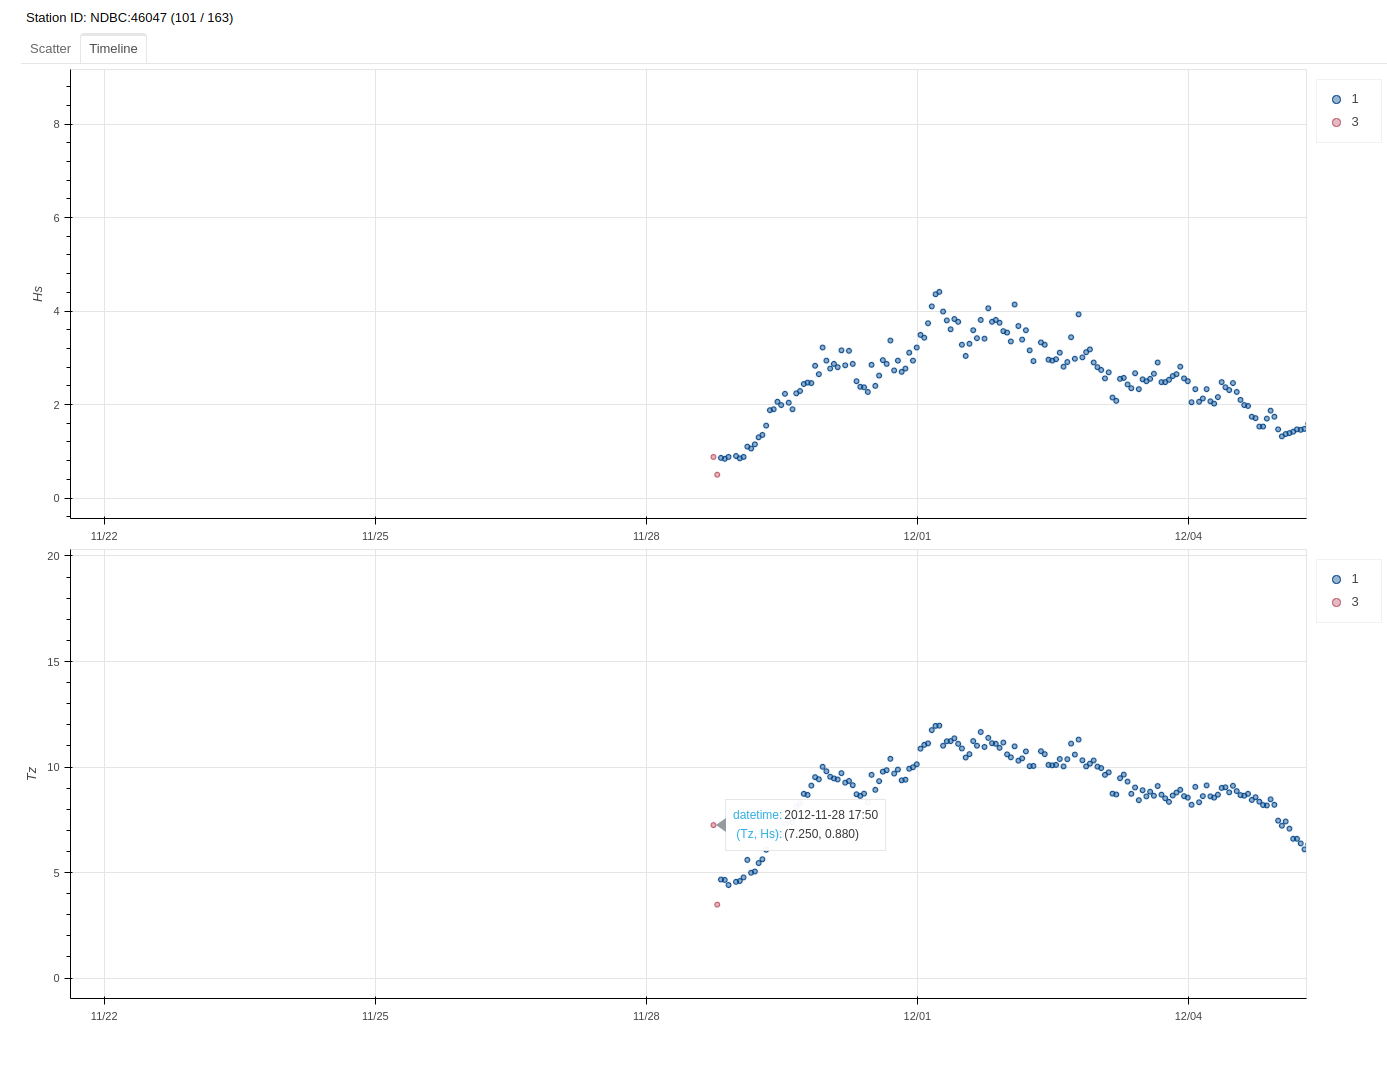 Station ID: NDBC:46047 (101 / 163)
Scatter Timeline
8
6
4
2
0
Hs
11/22 11/25 11/28 12/01 12/04
1
3
20
15
10
5
0
Tz
datetime: 2012-11-28 17:50
(Tz, Hs): (7.250, 0.880)
11/22 11/25 11/28 12/01 12/04
1
3